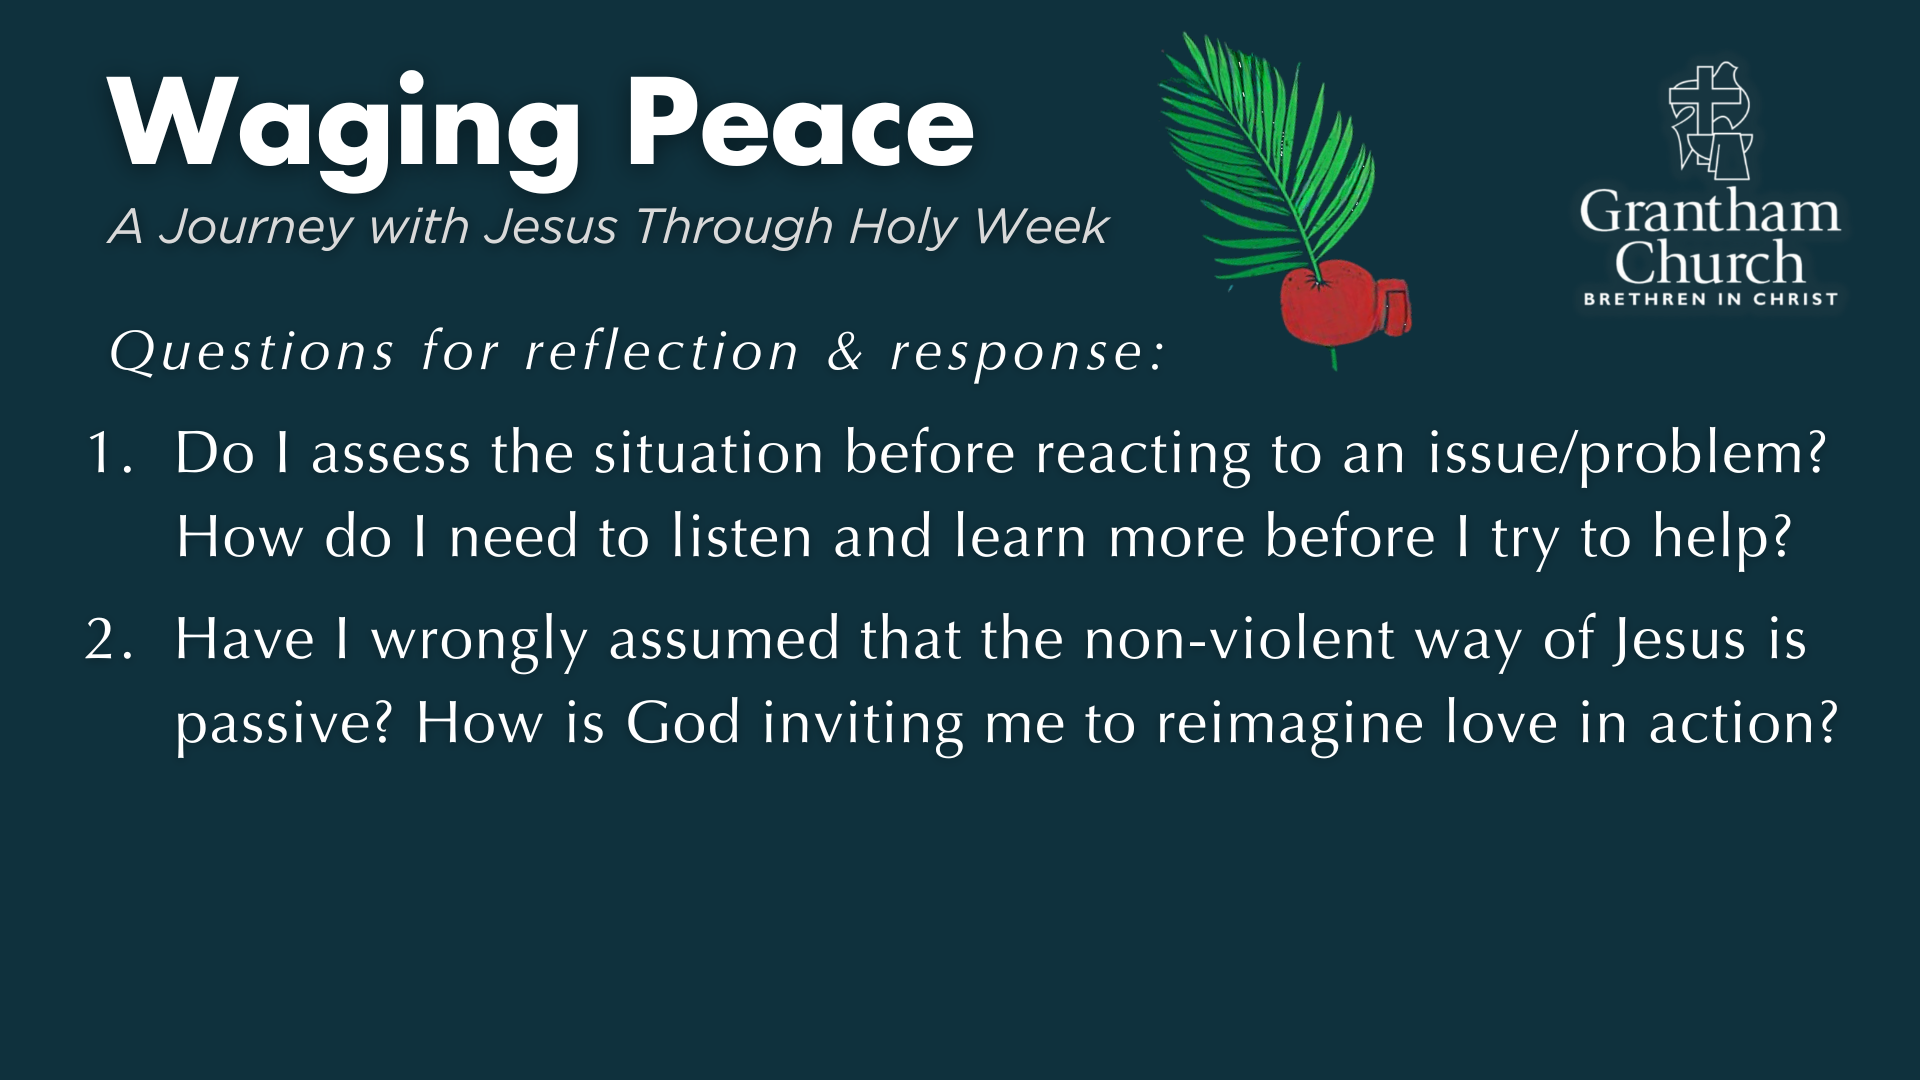 Waging Peace
A Journey with Jesus Through Holy Week
Grantham
Church
BRETHREN IN CHRIST
Questions for reflection & response:
1. Do I assess the situation before reacting to an issue/problem?
How do I need to listen and learn more before I try to help?
2. Have I wrongly assumed that the non-violent way of Jesus is
passive? How is God inviting me to reimagine love in action?